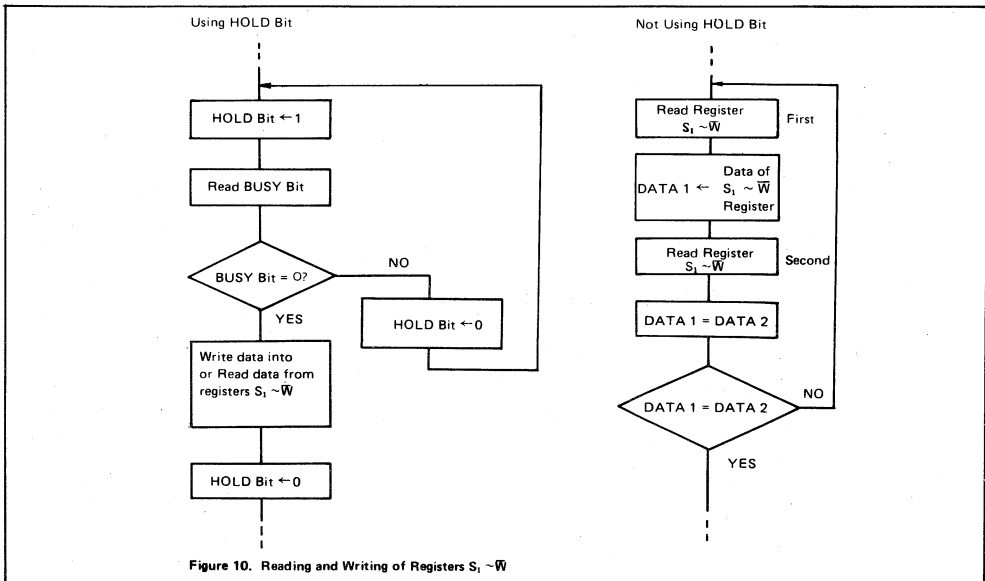 Using HOLD Bit
HOLD Bit ← 1
Read BUSY Bit
BUSY Bit = O?
NO
YES
HOLD Bit ← 0
Write data into
or Read data from
registers S₁ ~ W̅
HOLD Bit ← 0
Not Using HOLD Bit
Read Register
S₁ ~ W̅
First
Data of
DATA 1 ← S₁ ~ W̅
Register
Read Register
S₁ ~ W̅
Second
DATA 1 = DATA 2
DATA 1 = DATA 2
NO
YES
Figure 10. Reading and Writing of Registers S₁ ~ W̅